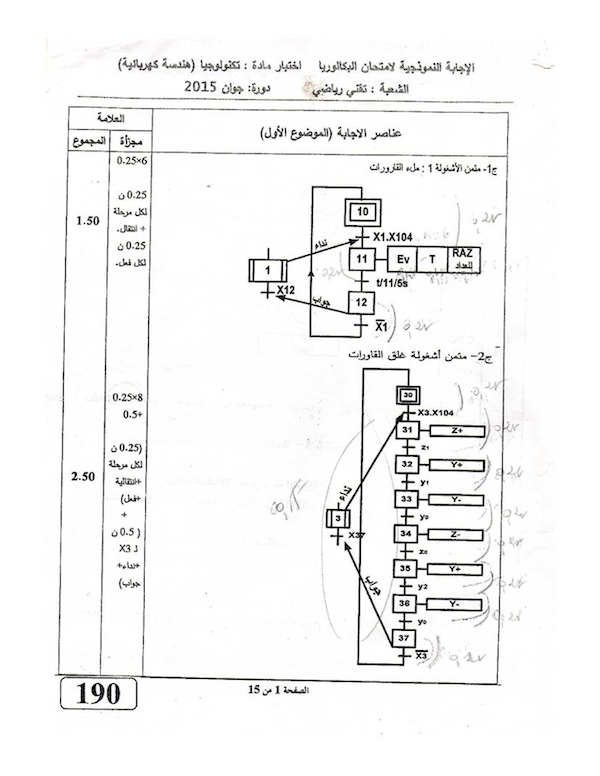 الإجابة النموذجية لامتحان البكالوريا اختبار مادة : تكنولوجيا (هندسة كهربائية)
الشعبة : تقني رياضي دورة: جوان 2015
العلامة
عناصر الإجابة (الموضوع الأول)
مجزأة
المجموع
ج1- متمن الأشغولة 1 : ملء القارورات
0.25×6
0.25 ن
لكل مرحلة
+ انتقال.
0.25 ن
لكل فعل.
1.50
10
X1.X104
نداء
1
11
Ev
T
RAZ
للعداد
X12
t/11/5s
جواب
12
X̅1̅
ج2- متمن أشغولة غلق القاورات
0.25×8
+0.5
(0.25 ن
لكل مرحلة
+انتقالية
+فعل)
+
( 0.5 ن
لـ X3
+نداء+
جواب)
2.50
30
X3.X104
31
Z+
z1
32
Y+
y1
نداء
33
Y-
y0
3
34
Z-
X37
z0
35
Y+
y2
جواب
36
Y-
y0
37
X̅3̅
الصفحة 1 من 15
190